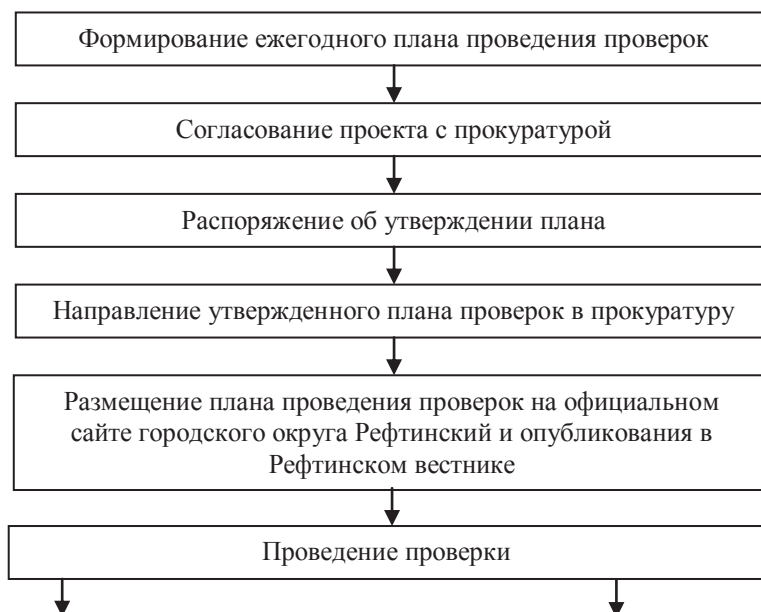 Формирование ежегодного плана проведения проверок
Согласование проекта с прокуратурой
Распоряжение об утверждении плана
Направление утвержденного плана проверок в прокуратуру
Размещение плана проведения проверок на официальном
сайте городского округа Рефтинский и опубликования в
Рефтинском вестнике
Проведение проверки